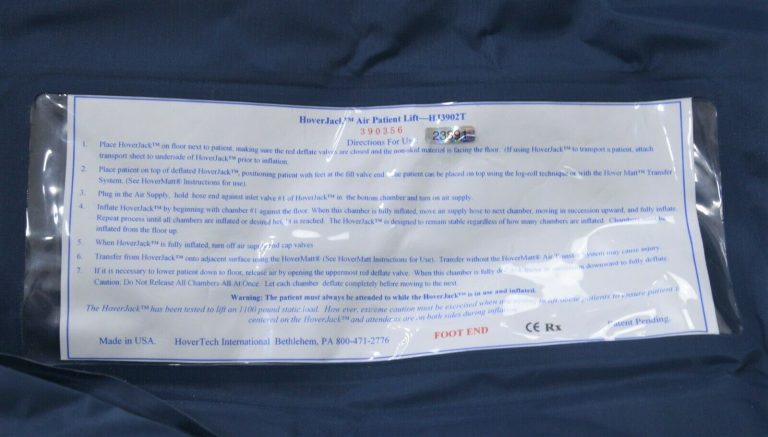 HoverJack™ Air Patient Lift—HJ3902T
390356
23691
Directions For Use
1. Place HoverJack™ on floor next to patient, making sure the red deflate valves are closed and the non-skid material is facing the floor. (If using HoverJack™ to transport a patient, attach
transport sheet to underside of HoverJack™ prior to inflation.
2. Place patient on top of deflated HoverJack™, positioning patient with feet at the fill valve end. patient can be placed on top using the log-roll technique or with the Hover Matt™ Transfer
System. (See HoverMatt® Instructions for use).
3. Plug in the Air Supply, hold hose end against inlet valve #1 of HoverJack™ in the bottom chamber and turn on air supply.
4. Inflate HoverJack™ by beginning with chamber #1 against the floor. When this chamber is fully inflated, move air supply hose to next chamber, moving in succession upward, and fully inflate.
Repeat process until all chambers are inflated or desired height is reached. The HoverJack™ is designed to remain stable regardless of how many chambers are inflated. be
inflated from the floor up.
5. When HoverJack™ is fully inflated, turn off air supply and cap valves
6. Transfer from HoverJack™ onto adjacent surface using the HoverMatt® (See HoverMatt Instructions for Use). Transfer without the HoverMatt® Air Transfer System may cause injury.
7. If it is necessary to lower patient down to floor, release air by opening the uppermost red deflate valve. When this chamber is fully downward to fully deflate.
Caution: Do Not Release All Chambers All At Once. Let each chamber deflate completely before moving to the next.
Warning: The patient must always be attended to while the HoverJack™ is in use and inflated.
The HoverJack™ has been tested to lift an 1100 pound static load. How ever, extreme caution must be exercised when patients to ensure patient is
centered on the HoverJack™ and attendants are on both sides during
Made in USA. HoverTech International Bethlehem, PA 800-471-2776 FOOT END CE Rx Patent Pending.